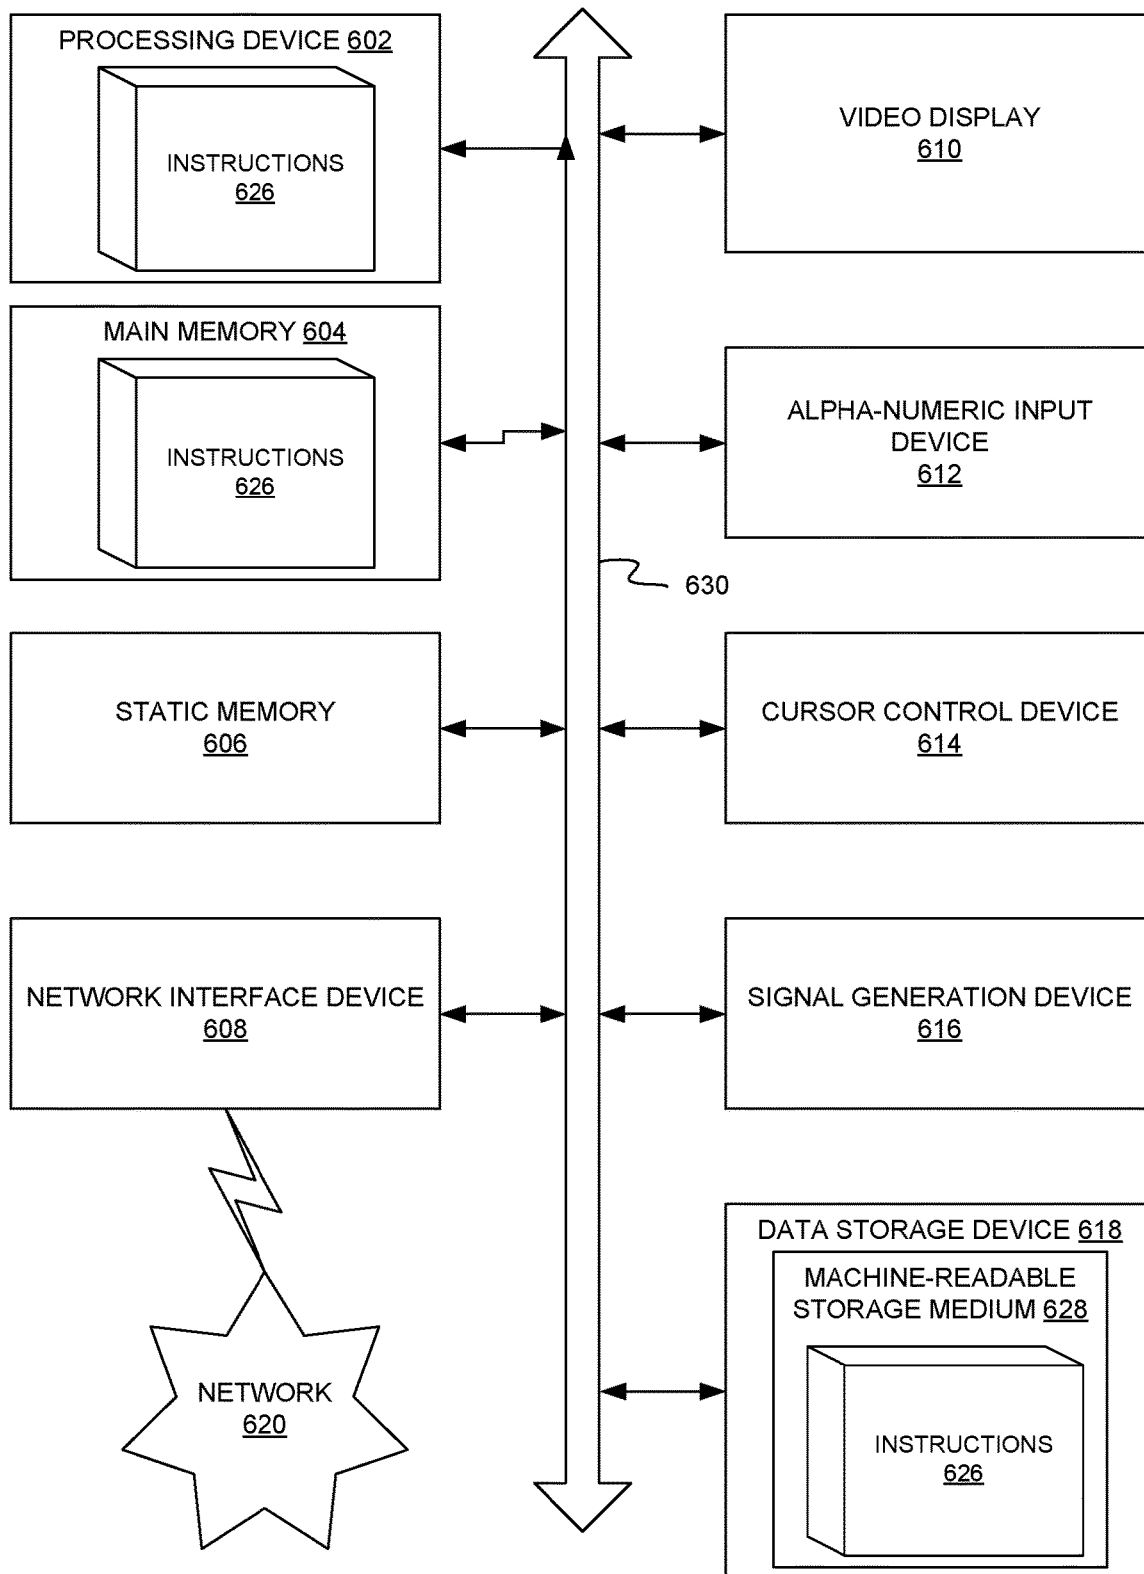 PROCESSING DEVICE 602
INSTRUCTIONS
626
MAIN MEMORY 604
INSTRUCTIONS
626
STATIC MEMORY
606
NETWORK INTERFACE DEVICE
608
NETWORK
620
VIDEO DISPLAY
610
ALPHA-NUMERIC INPUT
DEVICE
612
630
CURSOR CONTROL DEVICE
614
SIGNAL GENERATION DEVICE
616
DATA STORAGE DEVICE 618
MACHINE-READABLE
STORAGE MEDIUM 628
INSTRUCTIONS
626